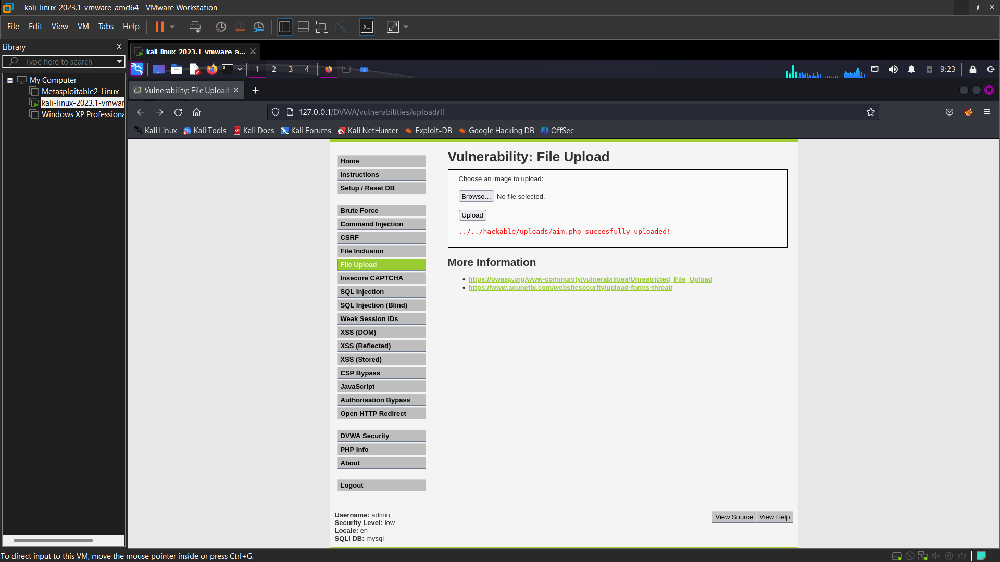 kali-linux-2023.1-vmware-amd64 - VMware Workstation
File Edit View VM Tabs Help
Library
Type here to search
My Computer
Metasploitable2-Linux
kali-linux-2023.1-vmwar
Windows XP Professiona
kali-linux-2023.1-vmware-a...
1 2 3 4
9:23
Vulnerability: File Upload
127.0.0.1/DVWA/vulnerabilities/upload/#
Kali Linux Kali Tools Kali Docs Kali Forums Kali NetHunter Exploit-DB Google Hacking DB OffSec
Home
Instructions
Setup / Reset DB
Brute Force
Command Injection
CSRF
File Inclusion
File Upload
Insecure CAPTCHA
SQL Injection
SQL Injection (Blind)
Weak Session IDs
XSS (DOM)
XSS (Reflected)
XSS (Stored)
CSP Bypass
JavaScript
Authorisation Bypass
Open HTTP Redirect
DVWA Security
PHP Info
About
Logout
Vulnerability: File Upload
Choose an image to upload:
Browse... No file selected.
Upload
../../hackable/uploads/aim.php succesfully uploaded!
More Information
https://owasp.org/www-community/vulnerabilities/Unrestricted_File_Upload
https://www.acunetix.com/websitesecurity/upload-forms-threat/
Username: admin
Security Level: low
Locale: en
SQLi DB: mysql
View Source View Help
To direct input to this VM, move the mouse pointer inside or press Ctrl+G.